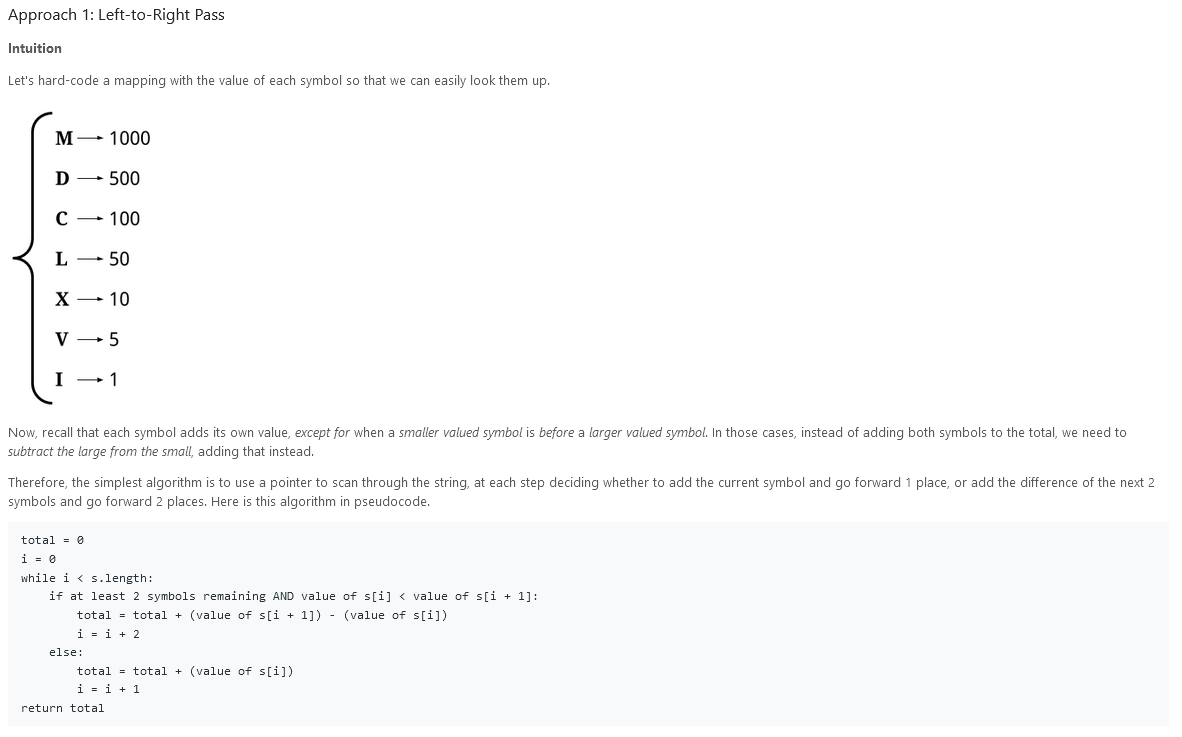 Approach 1: Left-to-Right Pass
Intuition
Let's hard-code a mapping with the value of each symbol so that we can easily look them up.
M → 1000
D → 500
C → 100
L → 50
X → 10
V → 5
I → 1
Now, recall that each symbol adds its own value, except for when a smaller valued symbol is before a larger valued symbol. In those cases, instead of adding both symbols to the total, we need to
subtract the large from the small, adding that instead.
Therefore, the simplest algorithm is to use a pointer to scan through the string, at each step deciding whether to add the current symbol and go forward 1 place, or add the difference of the next 2
symbols and go forward 2 places. Here is this algorithm in pseudocode.
total = 0
i = 0
while i < s.length:
    if at least 2 symbols remaining AND value of s[i] < value of s[i + 1]:
        total = total + (value of s[i + 1]) - (value of s[i])
        i = i + 2
    else:
        total = total + (value of s[i])
        i = i + 1
return total